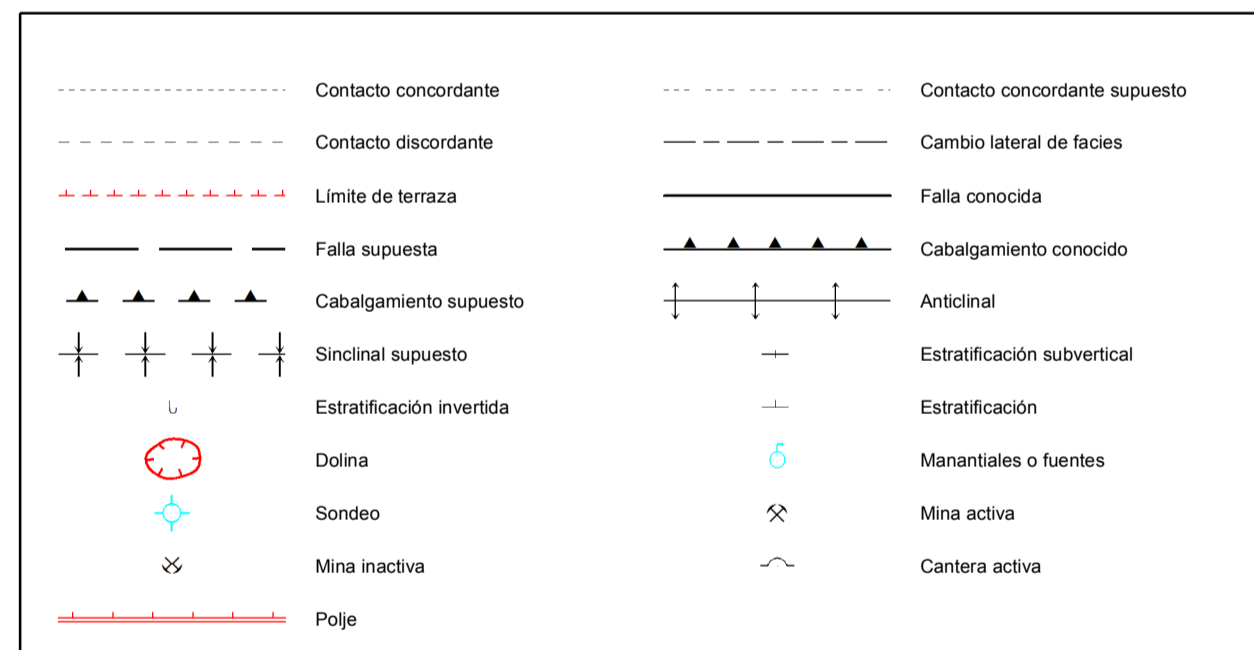 Contacto concordante
Contacto concordante supuesto
Contacto discordante
Cambio lateral de facies
Límite de terraza
Falla conocida
Falla supuesta
Cabalgamiento conocido
Cabalgamiento supuesto
Anticlinal
Sinclinal supuesto
Estratificación subvertical
Estratificación invertida
Estratificación
Dolina
Manantiales o fuentes
Sondeo
Mina activa
Mina inactiva
Cantera activa
Polje